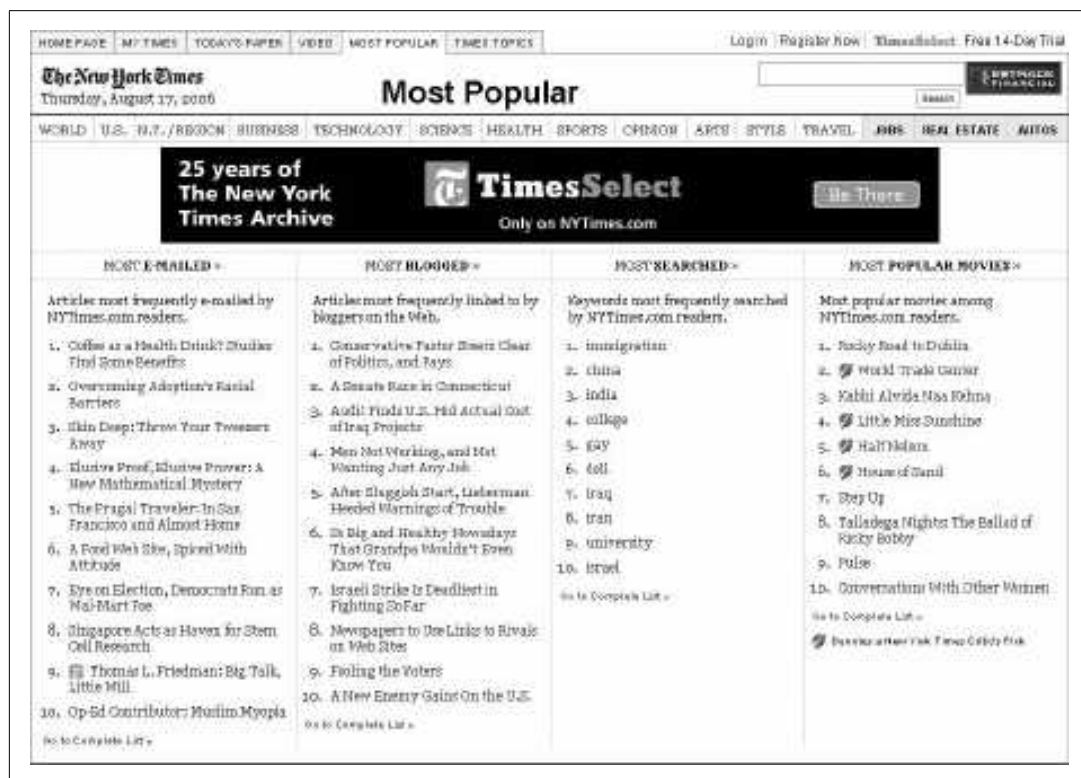 HOME PAGE MY TIMES TODAY'S PAPER VIDEO MOST POPULAR TIMES TOPICS
Log In Register Now TimesSelect Free 14-Day Trial
The New York Times
Thursday, August 17, 2006
Most Popular
Search
FINANCIAL
WORLD U.S. N.Y./REGION BUSINESS TECHNOLOGY SCIENCE HEALTH SPORTS OPINION ARTS STYLE TRAVEL JOBS REAL ESTATE AUTOS
25 years of
The New York
Times Archive
TimesSelect
Only on NYTimes.com
Be There
MOST E-MAILED »
Articles most frequently e-mailed by
NYTimes.com readers.
1. Coffee as a Health Drink? Studies
Find Some Benefits
2. Overcoming Adoption's Racial
Barriers
3. Skin Deep: Throw Your Tweezers
Away
4. Elusive Proof, Elusive Prover: A
New Mathematical Mystery
5. The Frugal Traveler: In San
Francisco and Almost Home
6. A Food Web Site, Spiced With
Attitude
7. Eye on Election, Democrats Run as
Wal-Mart Foe
8. Singapore Acts as Haven for Stem
Cell Research
9. Thomas L. Friedman: Big Talk,
Little Will
10. Op-Ed Contributor: Muslim Myopia
Go to Complete List »
MOST BLOGGED »
Articles most frequently linked to by
bloggers on the Web.
1. Conservative Pastor Steers Clear
of Politics, and Pays
2. A Senate Race in Connecticut
3. Audit Finds U.S. Hid Actual Cost
of Iraq Projects
4. Men Not Working, and Not
Wanting Just Any Job
5. After Sluggish Start, Lieberman
Heeded Warnings of Trouble
6. So Big and Healthy Nowadays
That Grandpa Wouldn't Even
Know You
7. Israeli Strike Is Deadliest in
Fighting So Far
8. Newspapers to Use Links to Rivals
on Web Sites
9. Fooling the Voters
10. A New Enemy Gains On the U.S.
Go to Complete List »
MOST SEARCHED »
Keywords most frequently searched
by NYTimes.com readers.
1. immigration
2. china
3. india
4. college
5. gay
6. doll
7. iraq
8. iran
9. university
10. israel
Go to Complete List »
MOST POPULAR MOVIES »
Most popular movies among
NYTimes.com readers.
1. Rocky Road to Dublin
2. World Trade Center
3. Kabhi Alvida Naa Kehna
4. Little Miss Sunshine
5. Half Nelson
6. House of Sand
7. Step Up
8. Talladega Nights: The Ballad of
Ricky Bobby
9. Pulse
10. Conversations With Other Women
Go to Complete List »
Denotes a New York Times Critic's Pick